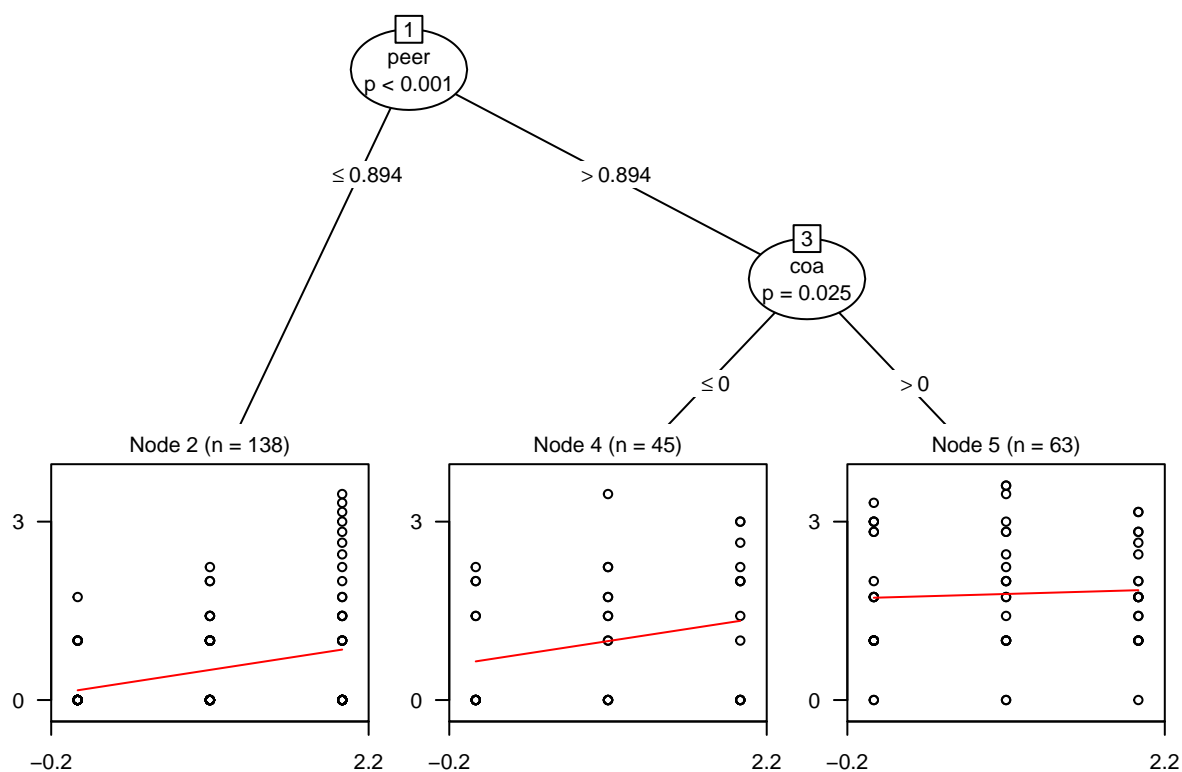 1
peer
p < 0.001
≤ 0.894
> 0.894
3
coa
p = 0.025
≤ 0
> 0
Node 2 (n = 138)
Node 4 (n = 45)
Node 5 (n = 63)
3
0
−0.2
2.2
3
0
−0.2
2.2
3
0
−0.2
2.2